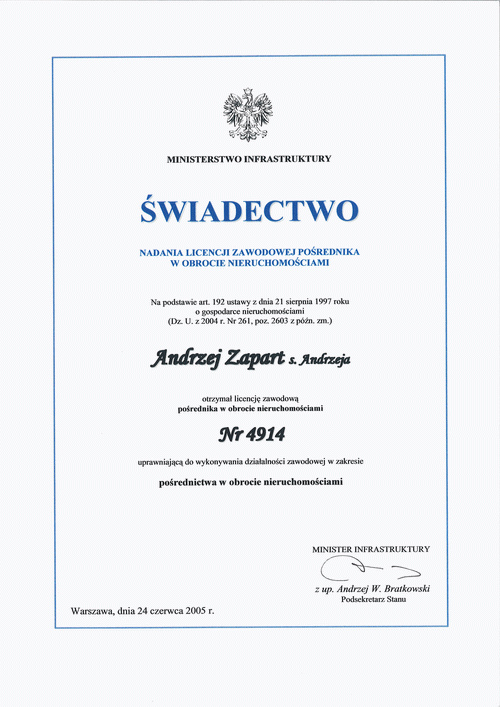 MINISTERSTWO INFRASTRUKTURY
ŚWIADECTWO
NADANIA LICENCJI ZAWODOWEJ POŚREDNIKA
W OBROCIE NIERUCHOMOŚCIAMI
Na podstawie art. 192 ustawy z dnia 21 sierpnia 1997 roku
o gospodarce nieruchomościami
(Dz. U. z 2004 r. Nr 261, poz. 2603 z późn. zm.)
Andrzej Zapart s. Andrzeja
otrzymał licencję zawodową
pośrednika w obrocie nieruchomościami
Nr 4914
uprawniającą do wykonywania działalności zawodowej w zakresie
pośrednictwa w obrocie nieruchomościami
MINISTER INFRASTRUKTURY
z up. Andrzej W. Bratkowski
Podsekretarz Stanu
Warszawa, dnia 24 czerwca 2005 r.